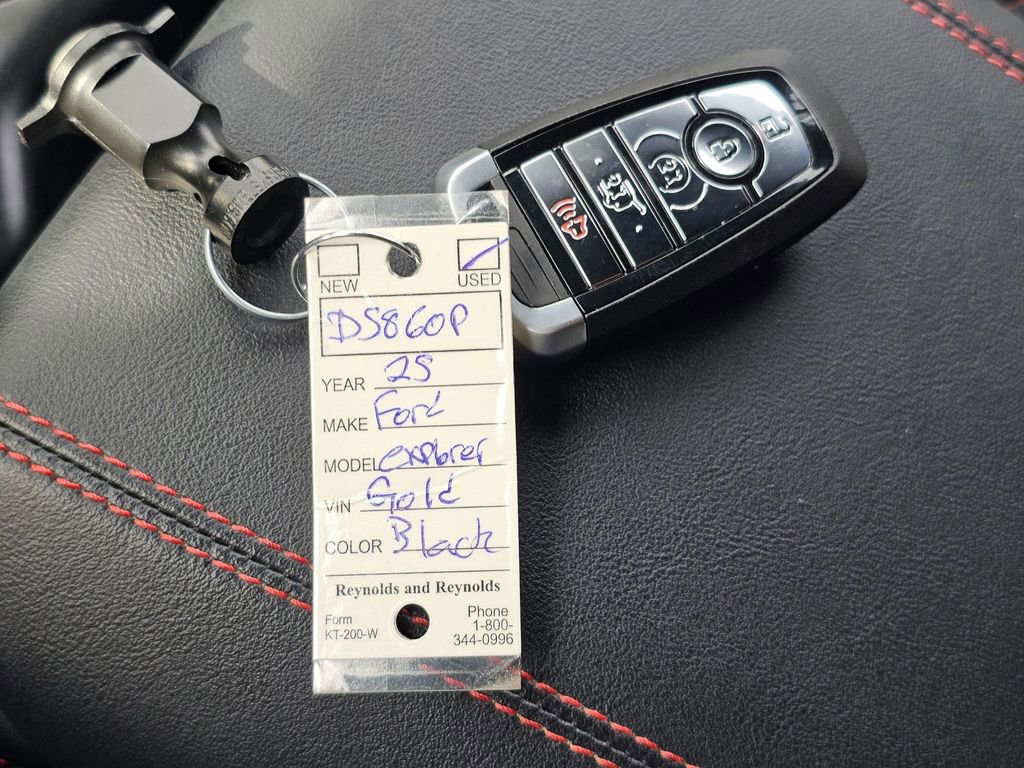 NEW
USED
D5860P
YEAR 25
MAKE Ford
MODEL explorer
VIN Gold
COLOR Black
Reynolds and Reynolds
Form
KT-200-W
Phone
1-800-
344-0996